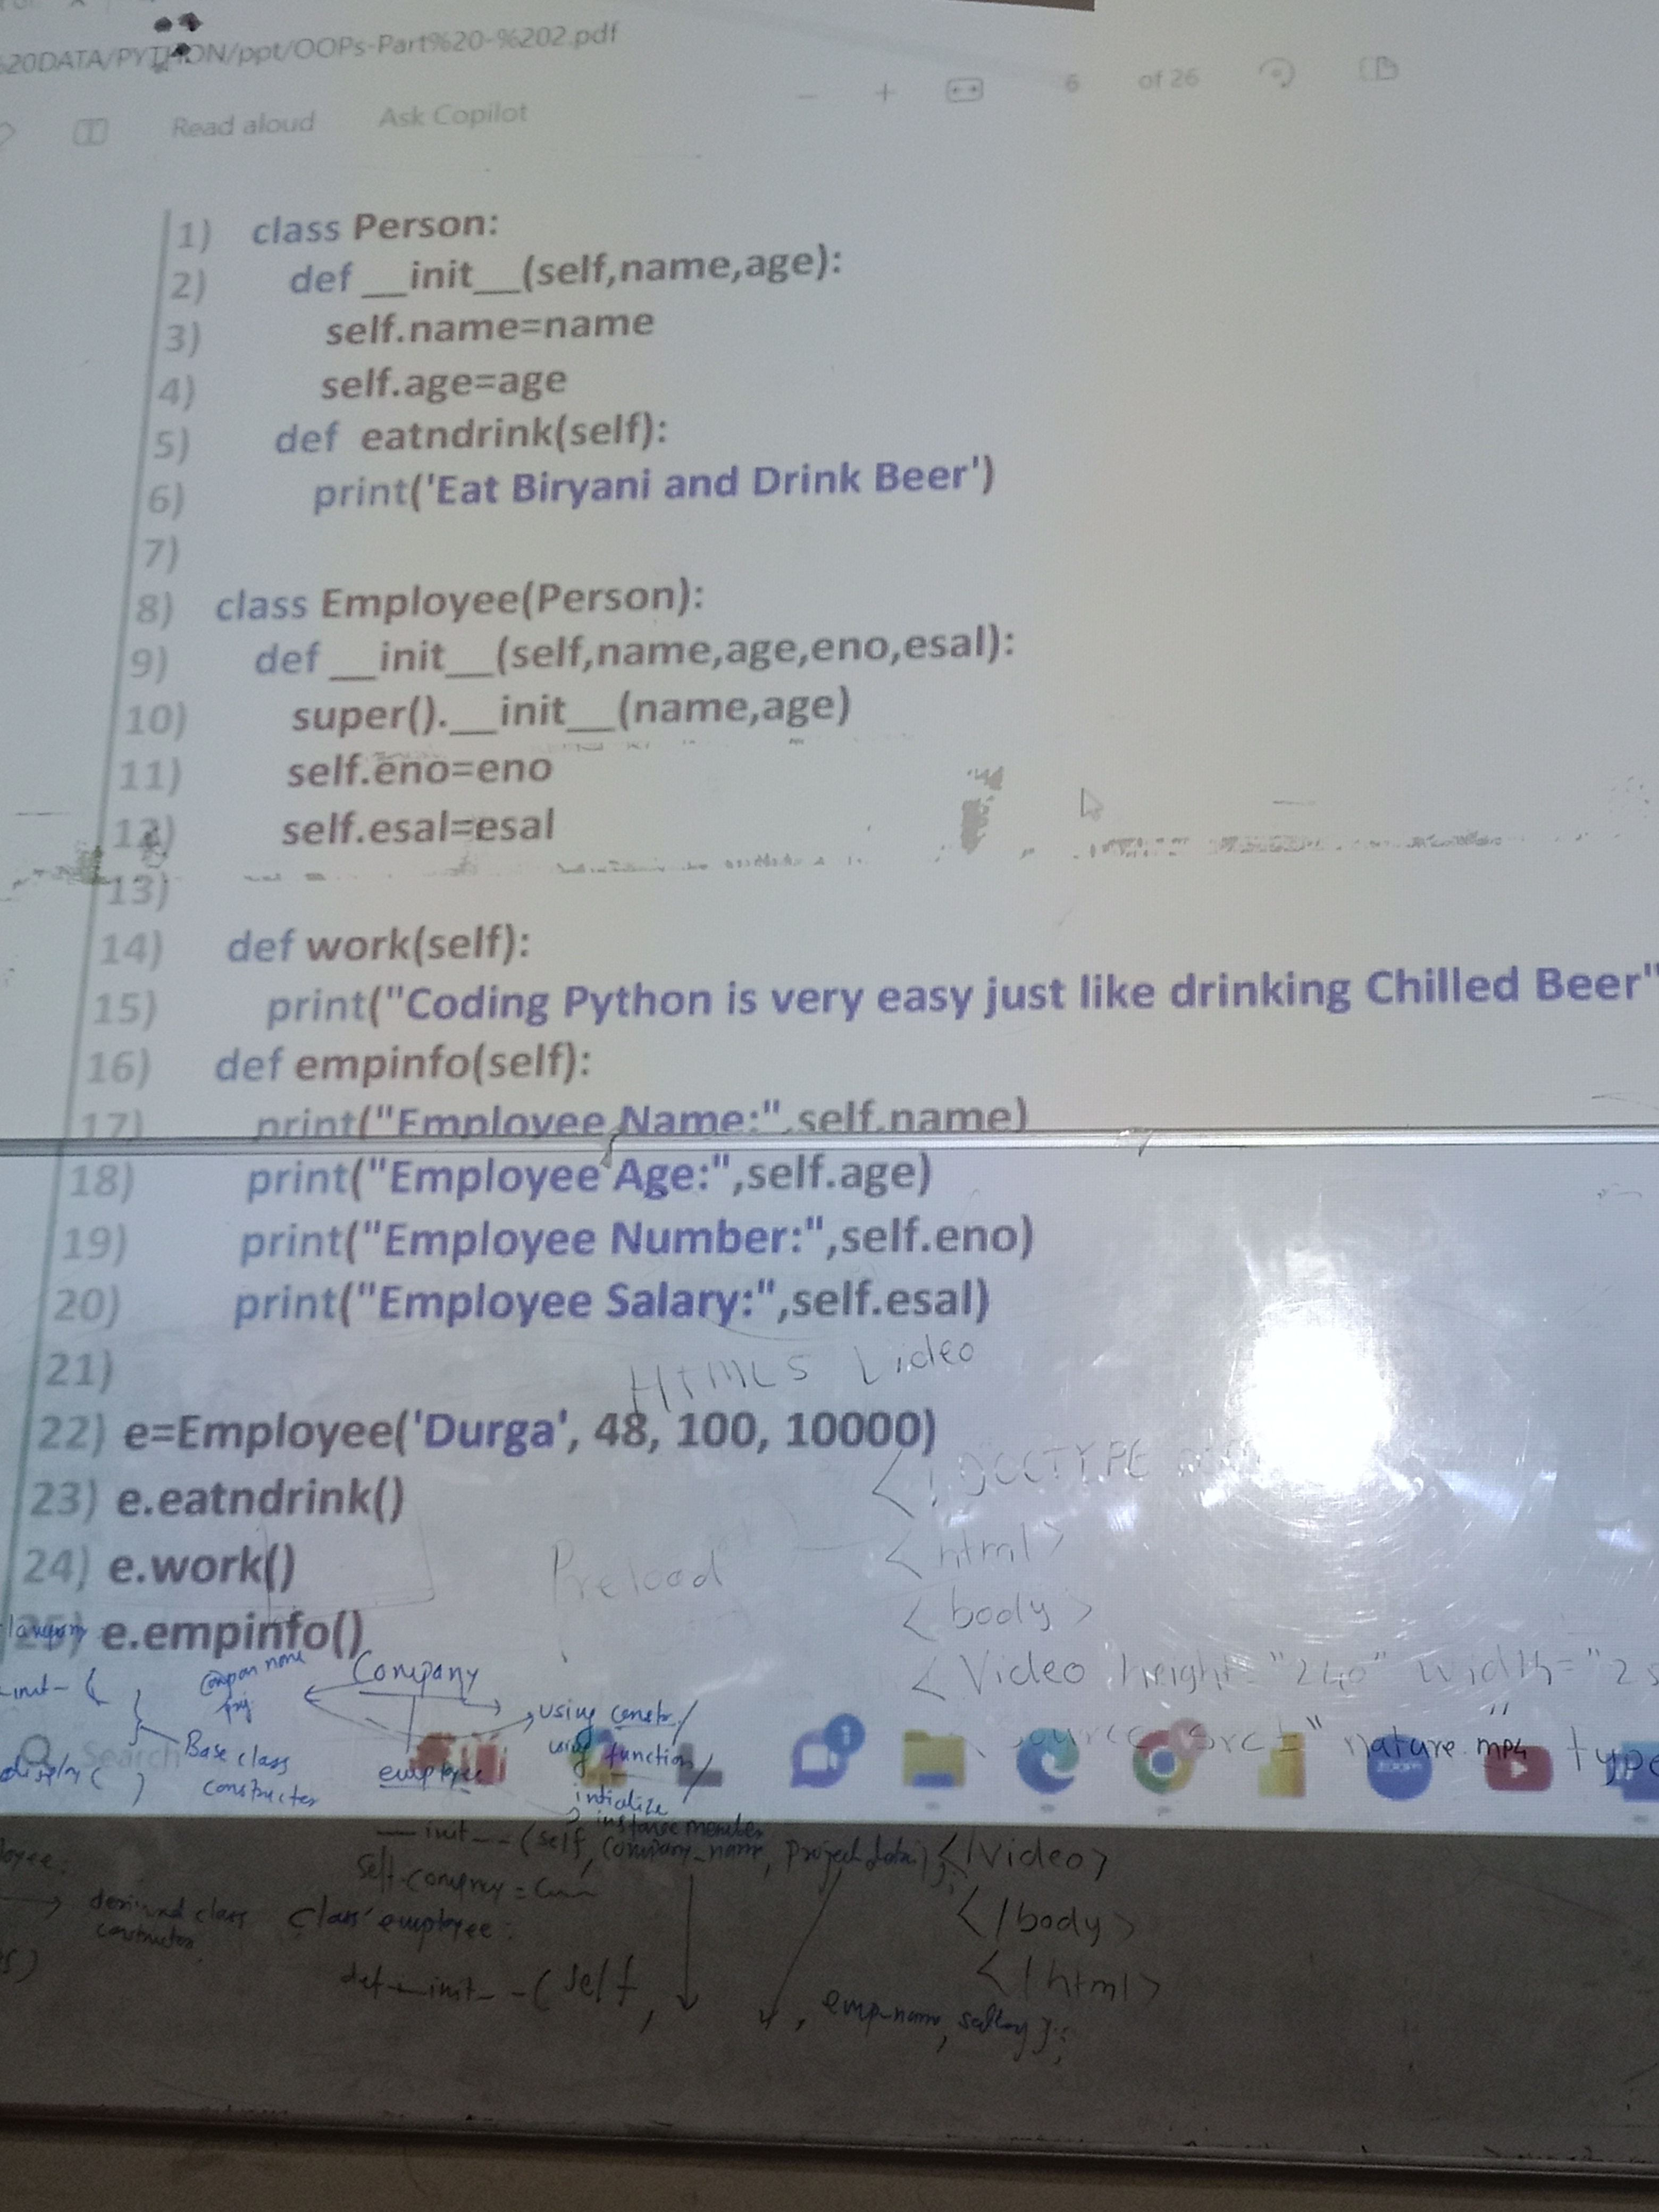 20DATA/PYTHON/ppt/OOPs-Part%20-%202.pdf
Read aloud Ask Copilot 6 of 26
1) class Person:
2) def __init__(self,name,age):
3) self.name=name
4) self.age=age
5) def eatndrink(self):
6) print('Eat Biryani and Drink Beer')
7)
8) class Employee(Person):
9) def __init__(self,name,age,eno,esal):
10) super().__init__(name,age)
11) self.eno=eno
12) self.esal=esal
13)
14) def work(self):
15) print("Coding Python is very easy just like drinking Chilled Beer"
16) def empinfo(self):
17) print("Employee Name:",self.name)
18) print("Employee Age:",self.age)
19) print("Employee Number:",self.eno)
20) print("Employee Salary:",self.esal)
21)
HTML5 Video
22) e=Employee('Durga', 48, 100, 10000)
<!DOCTYPE
23) e.eatndrink()
24) e.work()
Preload
<html>
<body>
25) e.empinfo()
<Video height="240" width="2
Company
using constr/
using function/
Base class
constructor
employee
intialize
instance member
Search
1
source src="nature.mp4" type
zoom
display( )
__init__(self, company_name, Project
</video>
self.company=
derived class
constructor
class employee:
</body>
def __init__(self,
, emp-name, salary):
</html>